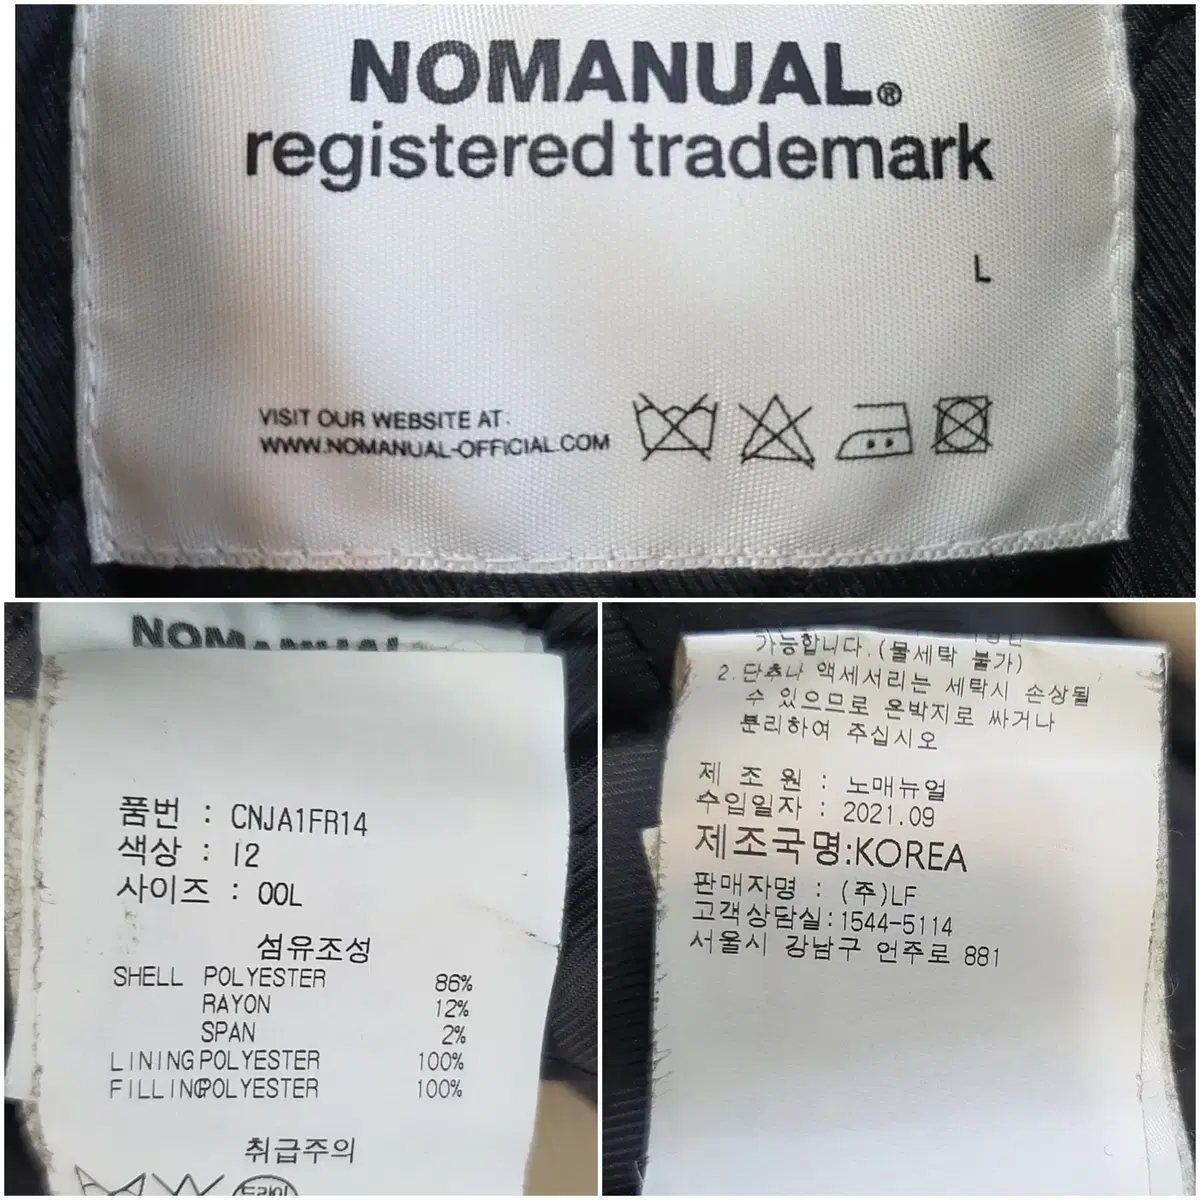 NOMANUAL®
registered trademark
L
VISIT OUR WEBSITE AT:
WWW.NOMANUAL-OFFICIAL.COM
NOMANUAL
품번 : CNJA1FR14
색상 : I2
사이즈 : 00L
섬유조성
SHELL POLYESTER 86%
RAYON 12%
SPAN 2%
LINING POLYESTER 100%
FILLING POLYESTER 100%
취급주의
드라이
가능합니다.(물세탁 불가)
2.단추나 액세서리는 세탁시 손상될
수 있으므로 은박지로 싸거나
분리하여 주십시오
제 조 원 : 노매뉴얼
수입일자 : 2021.09
제조국명:KOREA
판매자명 : (주)LF
고객상담실:1544-5114
서울시 강남구 언주로 881